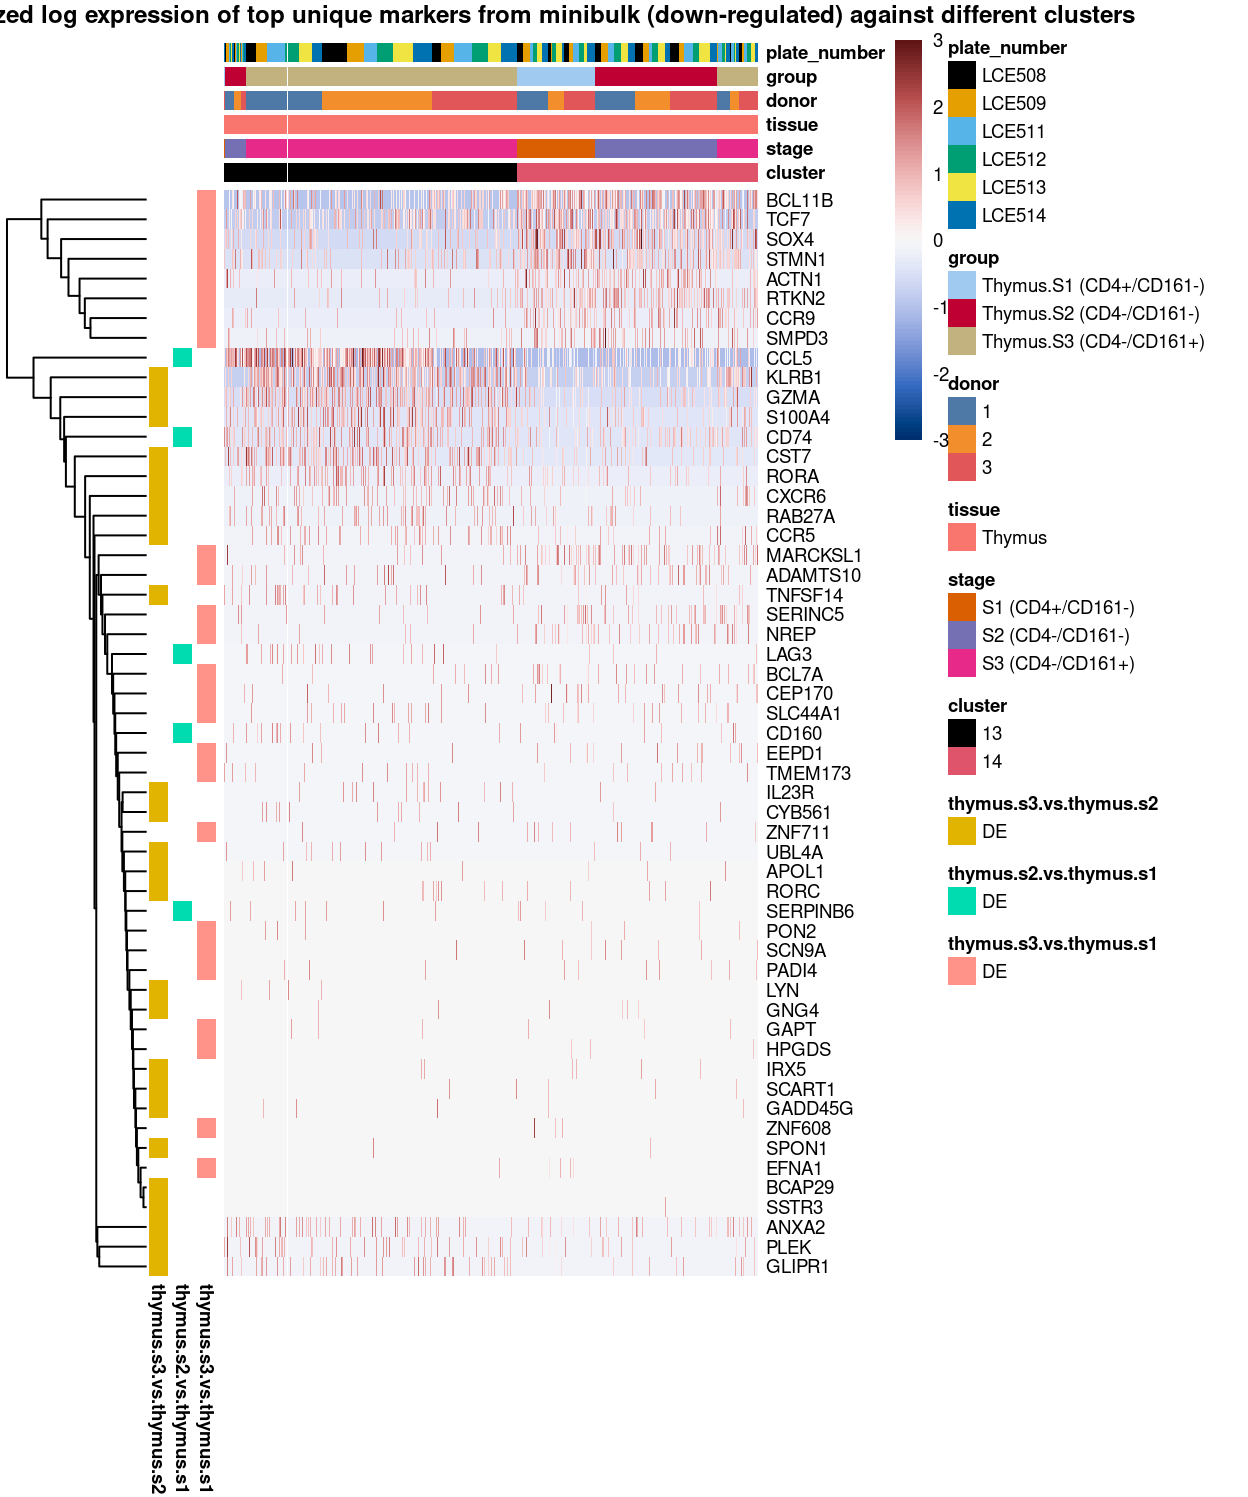 zed log expression of top unique markers from minibulk (down-regulated) against different clusters
plate_number
group
donor
tissue
stage
cluster
BCL11B
TCF7
SOX4
STMN1
ACTN1
RTKN2
CCR9
SMPD3
CCL5
KLRB1
GZMA
S100A4
CD74
CST7
RORA
CXCR6
RAB27A
CCR5
MARCKSL1
ADAMTS10
TNFSF14
SERINC5
NREP
LAG3
BCL7A
CEP170
SLC44A1
CD160
EEPD1
TMEM173
IL23R
CYB561
ZNF711
UBL4A
APOL1
RORC
SERPINB6
PON2
SCN9A
PADI4
LYN
GNG4
GAPT
HPGDS
IRX5
SCART1
GADD45G
ZNF608
SPON1
EFNA1
BCAP29
SSTR3
ANXA2
PLEK
GLIPR1
thymus.s3.vs.thymus.s2
thymus.s2.vs.thymus.s1
thymus.s3.vs.thymus.s1
3
2
1
0
-1
-2
-3
plate_number
LCE508
LCE509
LCE511
LCE512
LCE513
LCE514
group
Thymus.S1 (CD4+/CD161-)
Thymus.S2 (CD4-/CD161-)
Thymus.S3 (CD4-/CD161+)
donor
1
2
3
tissue
Thymus
stage
S1 (CD4+/CD161-)
S2 (CD4-/CD161-)
S3 (CD4-/CD161+)
cluster
13
14
thymus.s3.vs.thymus.s2
DE
thymus.s2.vs.thymus.s1
DE
thymus.s3.vs.thymus.s1
DE